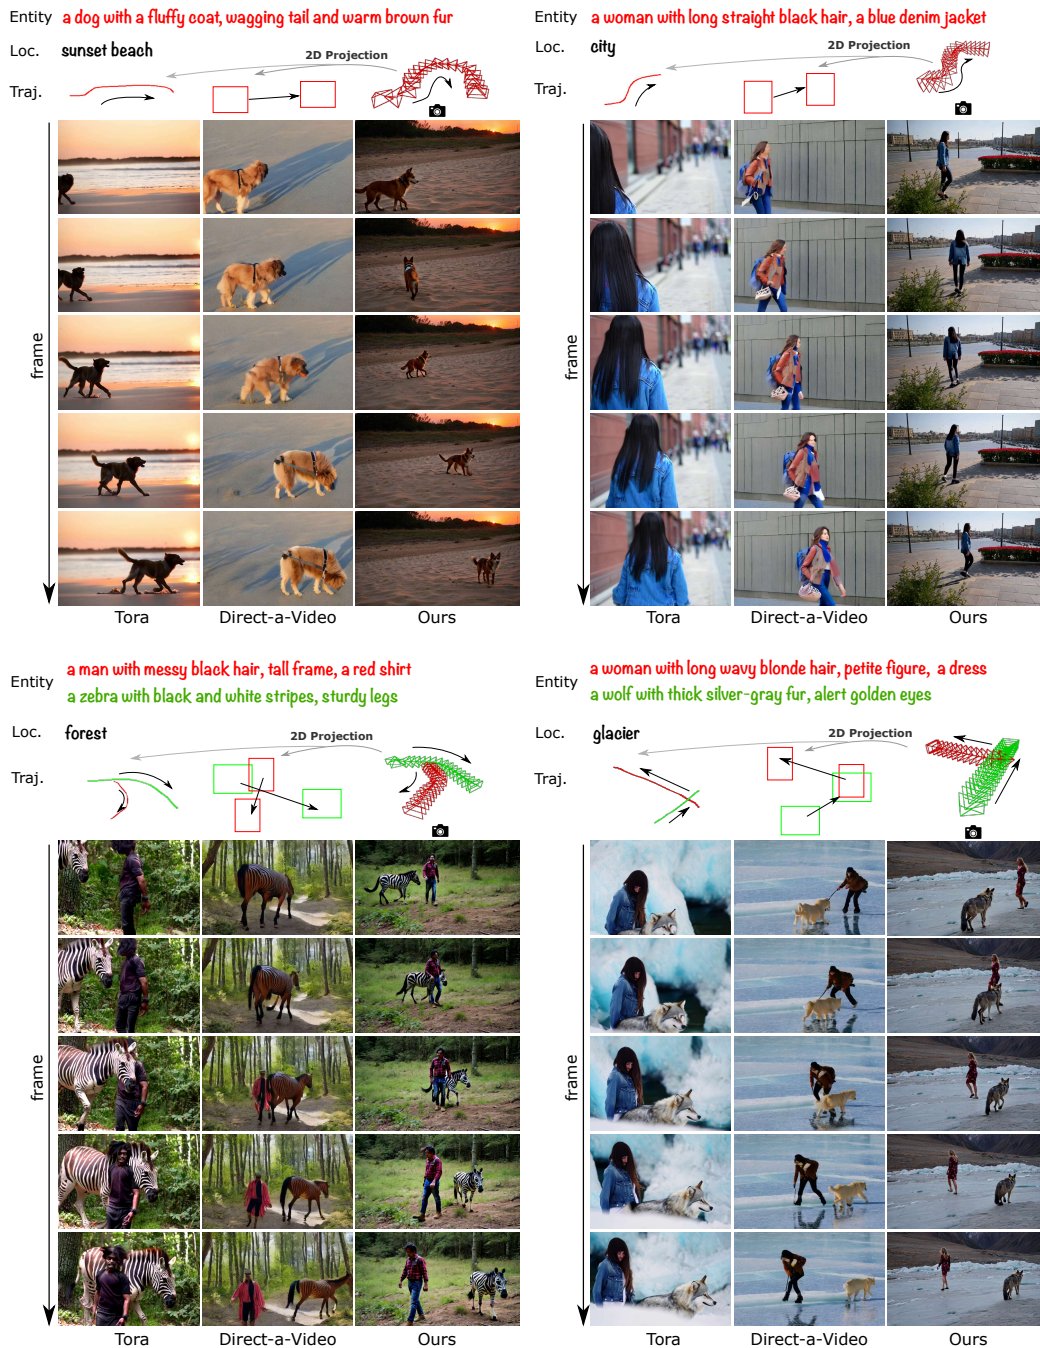 Entity a dog with a fluffy coat, wagging tail and warm brown fur
Loc. sunset beach
2D Projection
Traj.
frame
Tora Direct-a-Video Ours
Entity a woman with long straight black hair, a blue denim jacket
Loc. city
2D Projection
Traj.
frame
Tora Direct-a-Video Ours
Entity a man with messy black hair, tall frame, a red shirt
a zebra with black and white stripes, sturdy legs
Loc. forest
2D Projection
Traj.
frame
Tora Direct-a-Video Ours
Entity a woman with long wavy blonde hair, petite figure, a dress
a wolf with thick silver-gray fur, alert golden eyes
Loc. glacier
2D Projection
Traj.
frame
Tora Direct-a-Video Ours